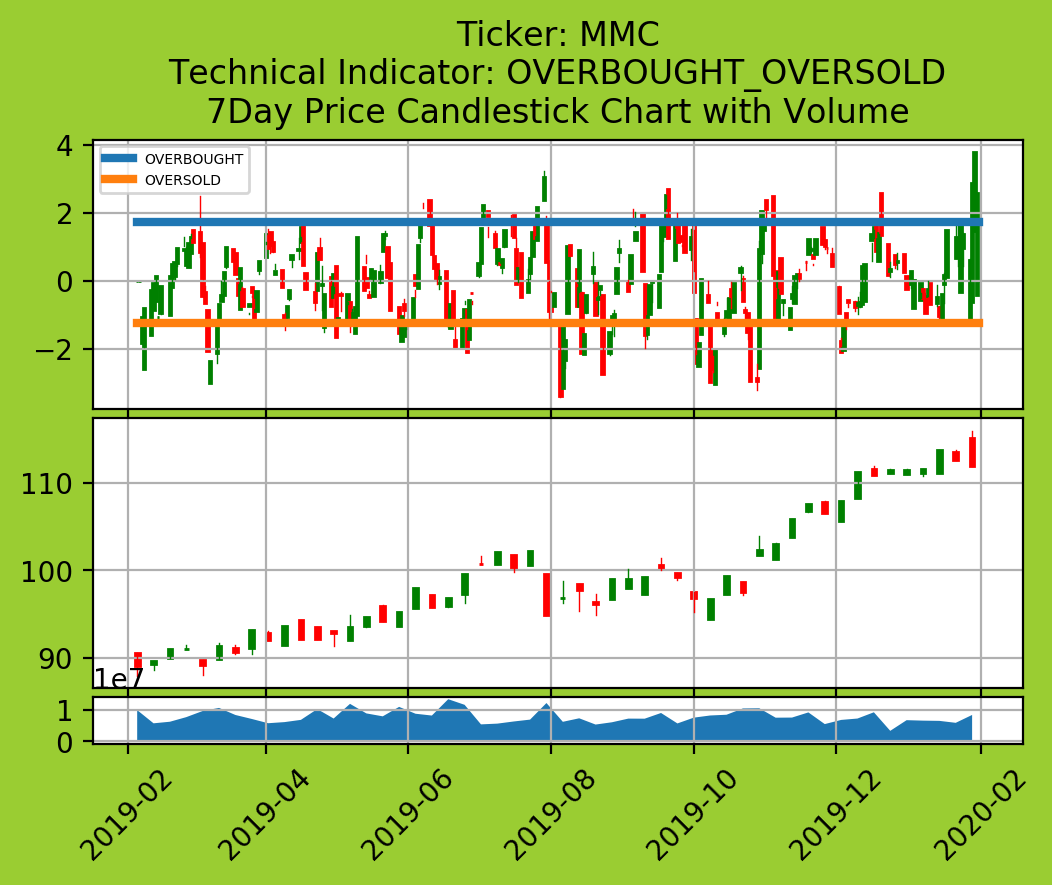 Ticker: MMC
Technical Indicator: OVERBOUGHT_OVERSOLD
7Day Price Candlestick Chart with Volume
4
2
0
−2
OVERBOUGHT
OVERSOLD
110
100
90
1e7
1
0
2019-02
2019-04
2019-06
2019-08
2019-10
2019-12
2020-02